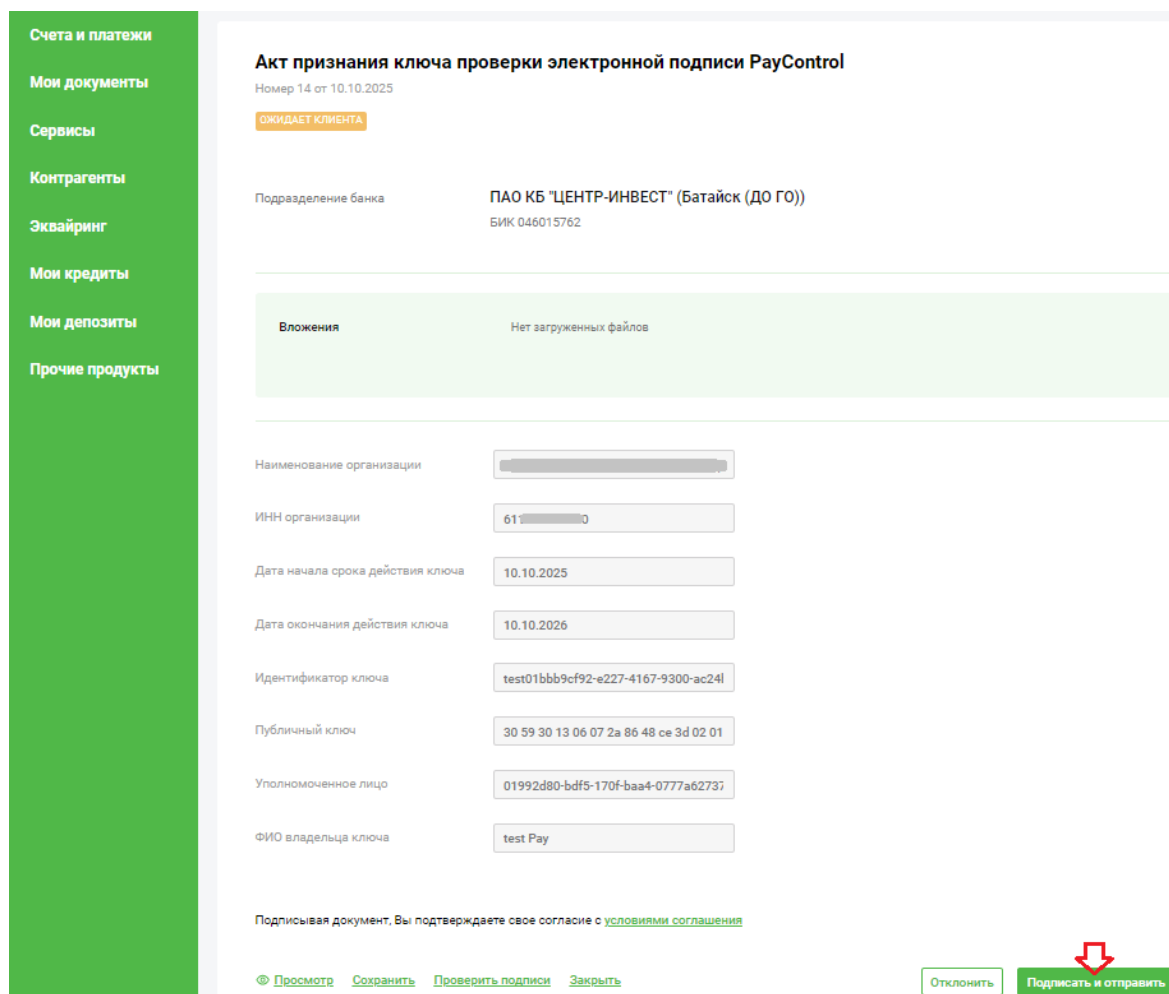 Счета и платежи
Мои документы
Сервисы
Контрагенты
Эквайринг
Мои кредиты
Мои депозиты
Прочие продукты
Акт признания ключа проверки электронной подписи PayControl
Номер 14 от 10.10.2025
ОЖИДАЕТ КЛИЕНТА
Подразделение банка ПАО КБ "ЦЕНТР-ИНВЕСТ" (Батайск (ДО ГО))
БИК 046015762
Вложения Нет загруженных файлов
Наименование организации
ИНН организации 611 0
Дата начала срока действия ключа 10.10.2025
Дата окончания действия ключа 10.10.2026
Идентификатор ключа test01bbb9cf92-e227-4167-9300-ac24
Публичный ключ 30 59 30 13 06 07 2a 86 48 ce 3d 02 01
Уполномоченное лицо 01992d80-bdf5-170f-baa4-0777a62737
ФИО владельца ключа test Pay
Подписывая документ, Вы подтверждаете свое согласие с условиями соглашения
Просмотр Сохранить Проверить подписи Закрыть Отклонить Подписать и отправить